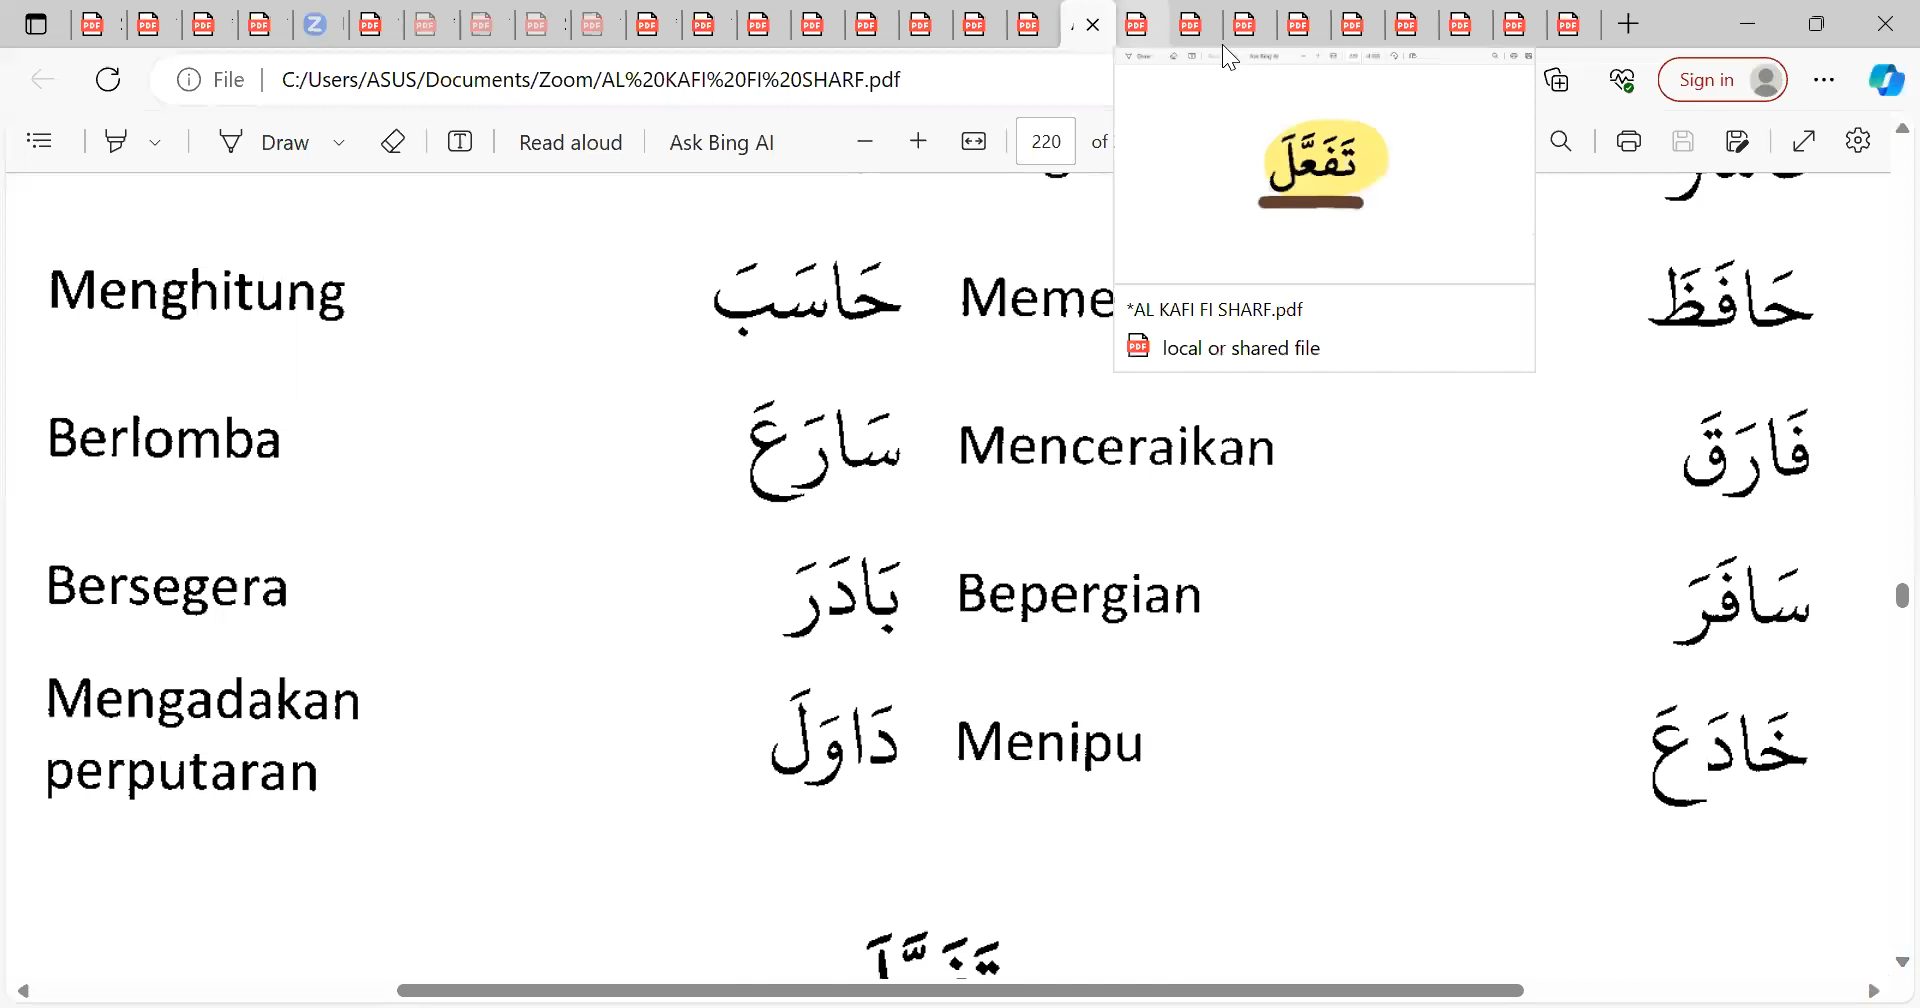 File
C:/Users/ASUS/Documents/Zoom/AL%20KAFI%20FI%20SHARF.pdf
Sign in
Draw
Read aloud
Ask Bing AI
220
of
تَفَعَّلَ
*AL KAFI FI SHARF.pdf
local or shared file
حَافَظَ Meme حَاسَبَ Menghitung
فَارَقَ Menceraikan سَارَعَ Berlomba
سَافَرَ Bepergian بَادَرَ Bersegera
خَادَعَ Menipu دَاوَلَ Mengadakan
perputaran